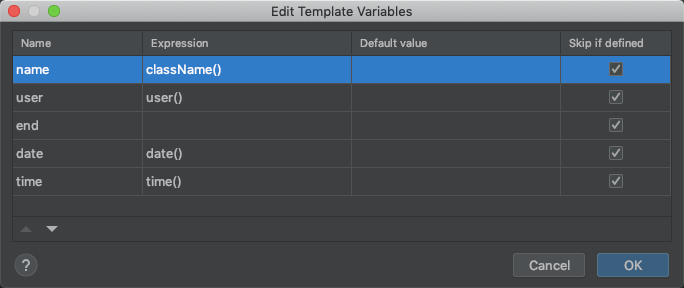 Edit Template Variables
Name Expression Default value Skip if defined
name className()
user user()
end
date date()
time time()
? Cancel OK